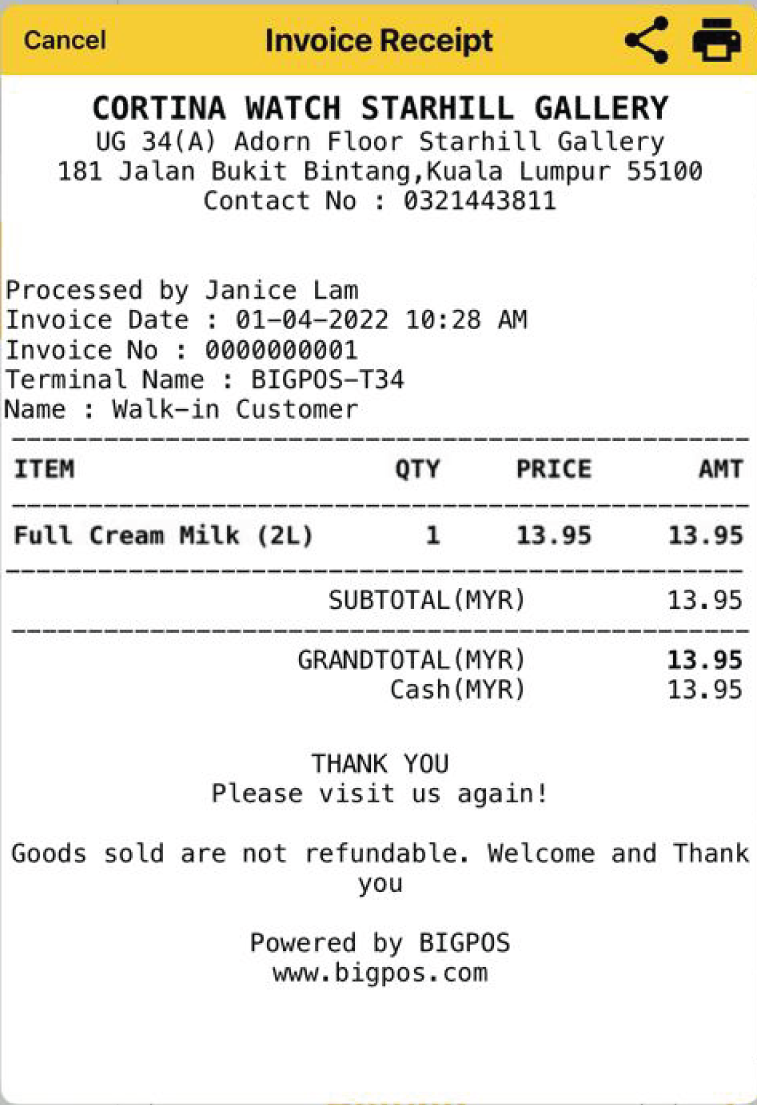 Cancel Invoice Receipt
CORTINA WATCH STARHILL GALLERY
UG 34(A) Adorn Floor Starhill Gallery
181 Jalan Bukit Bintang,Kuala Lumpur 55100
Contact No : 0321443811
Processed by Janice Lam
Invoice Date : 01-04-2022 10:28 AM
Invoice No : 0000000001
Terminal Name : BIGPOS-T34
Name : Walk-in Customer
ITEM QTY PRICE AMT
Full Cream Milk (2L) 1 13.95 13.95
SUBTOTAL(MYR) 13.95
GRANDTOTAL(MYR) 13.95
Cash(MYR) 13.95
THANK YOU
Please visit us again!
Goods sold are not refundable. Welcome and Thank
you
Powered by BIGPOS
www.bigpos.com